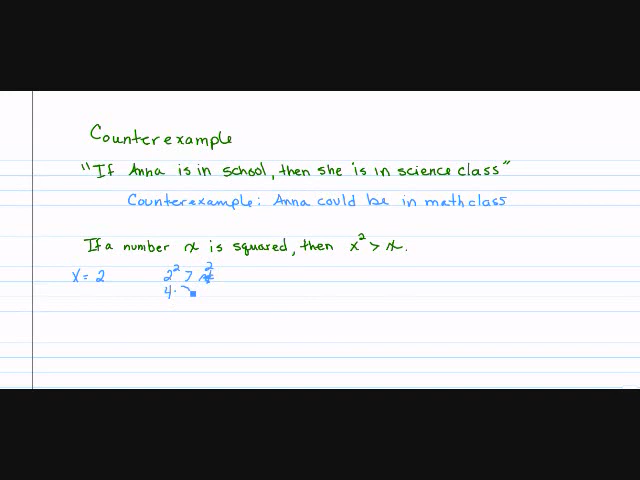 Counterexample
"If Anna is in school, then she is in science class"
Counterexample: Anna could be in math class
If a number x is squared, then x² > x.
x = 2 2² > 2
4